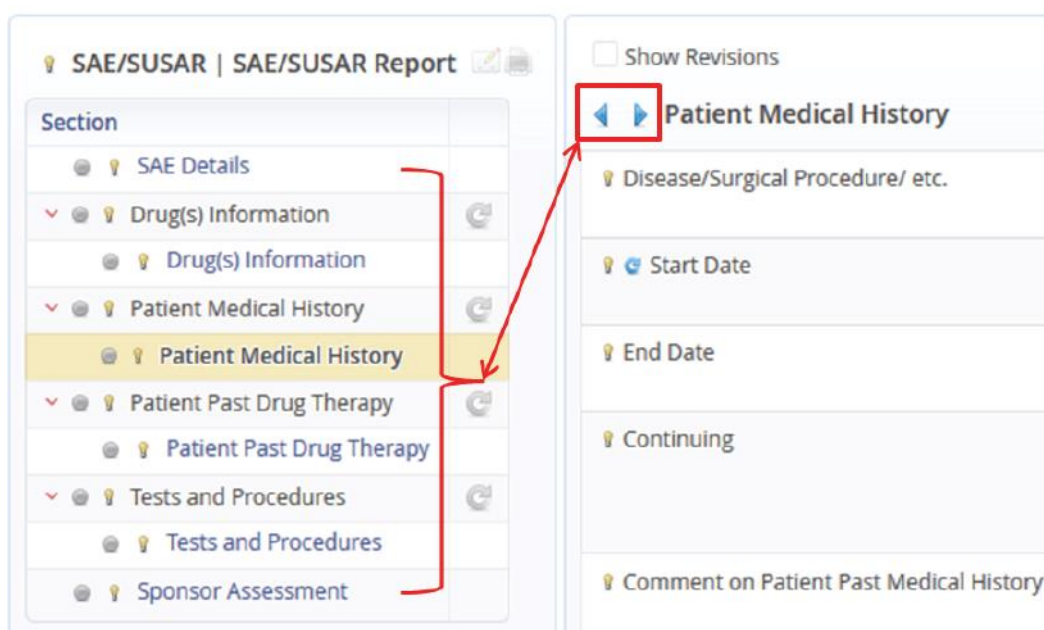 SAE/SUSAR | SAE/SUSAR Report
Section
SAE Details
Drug(s) Information
Drug(s) Information
Patient Medical History
Patient Medical History
Patient Past Drug Therapy
Patient Past Drug Therapy
Tests and Procedures
Tests and Procedures
Sponsor Assessment
Show Revisions
Patient Medical History
Disease/Surgical Procedure/ etc.
Start Date
End Date
Continuing
Comment on Patient Past Medical History